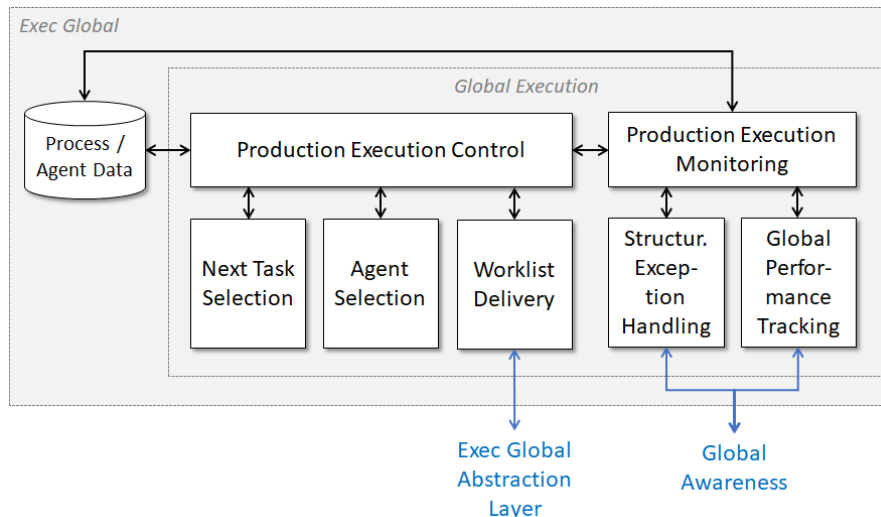 Exec Global
Global Execution
Process /
Agent Data
Production Execution Control
Production Execution
Monitoring
Next Task
Selection
Agent
Selection
Worklist
Delivery
Structur.
Excep-
tion
Handling
Global
Perfor-
mance
Tracking
Exec Global
Abstraction
Layer
Global
Awareness